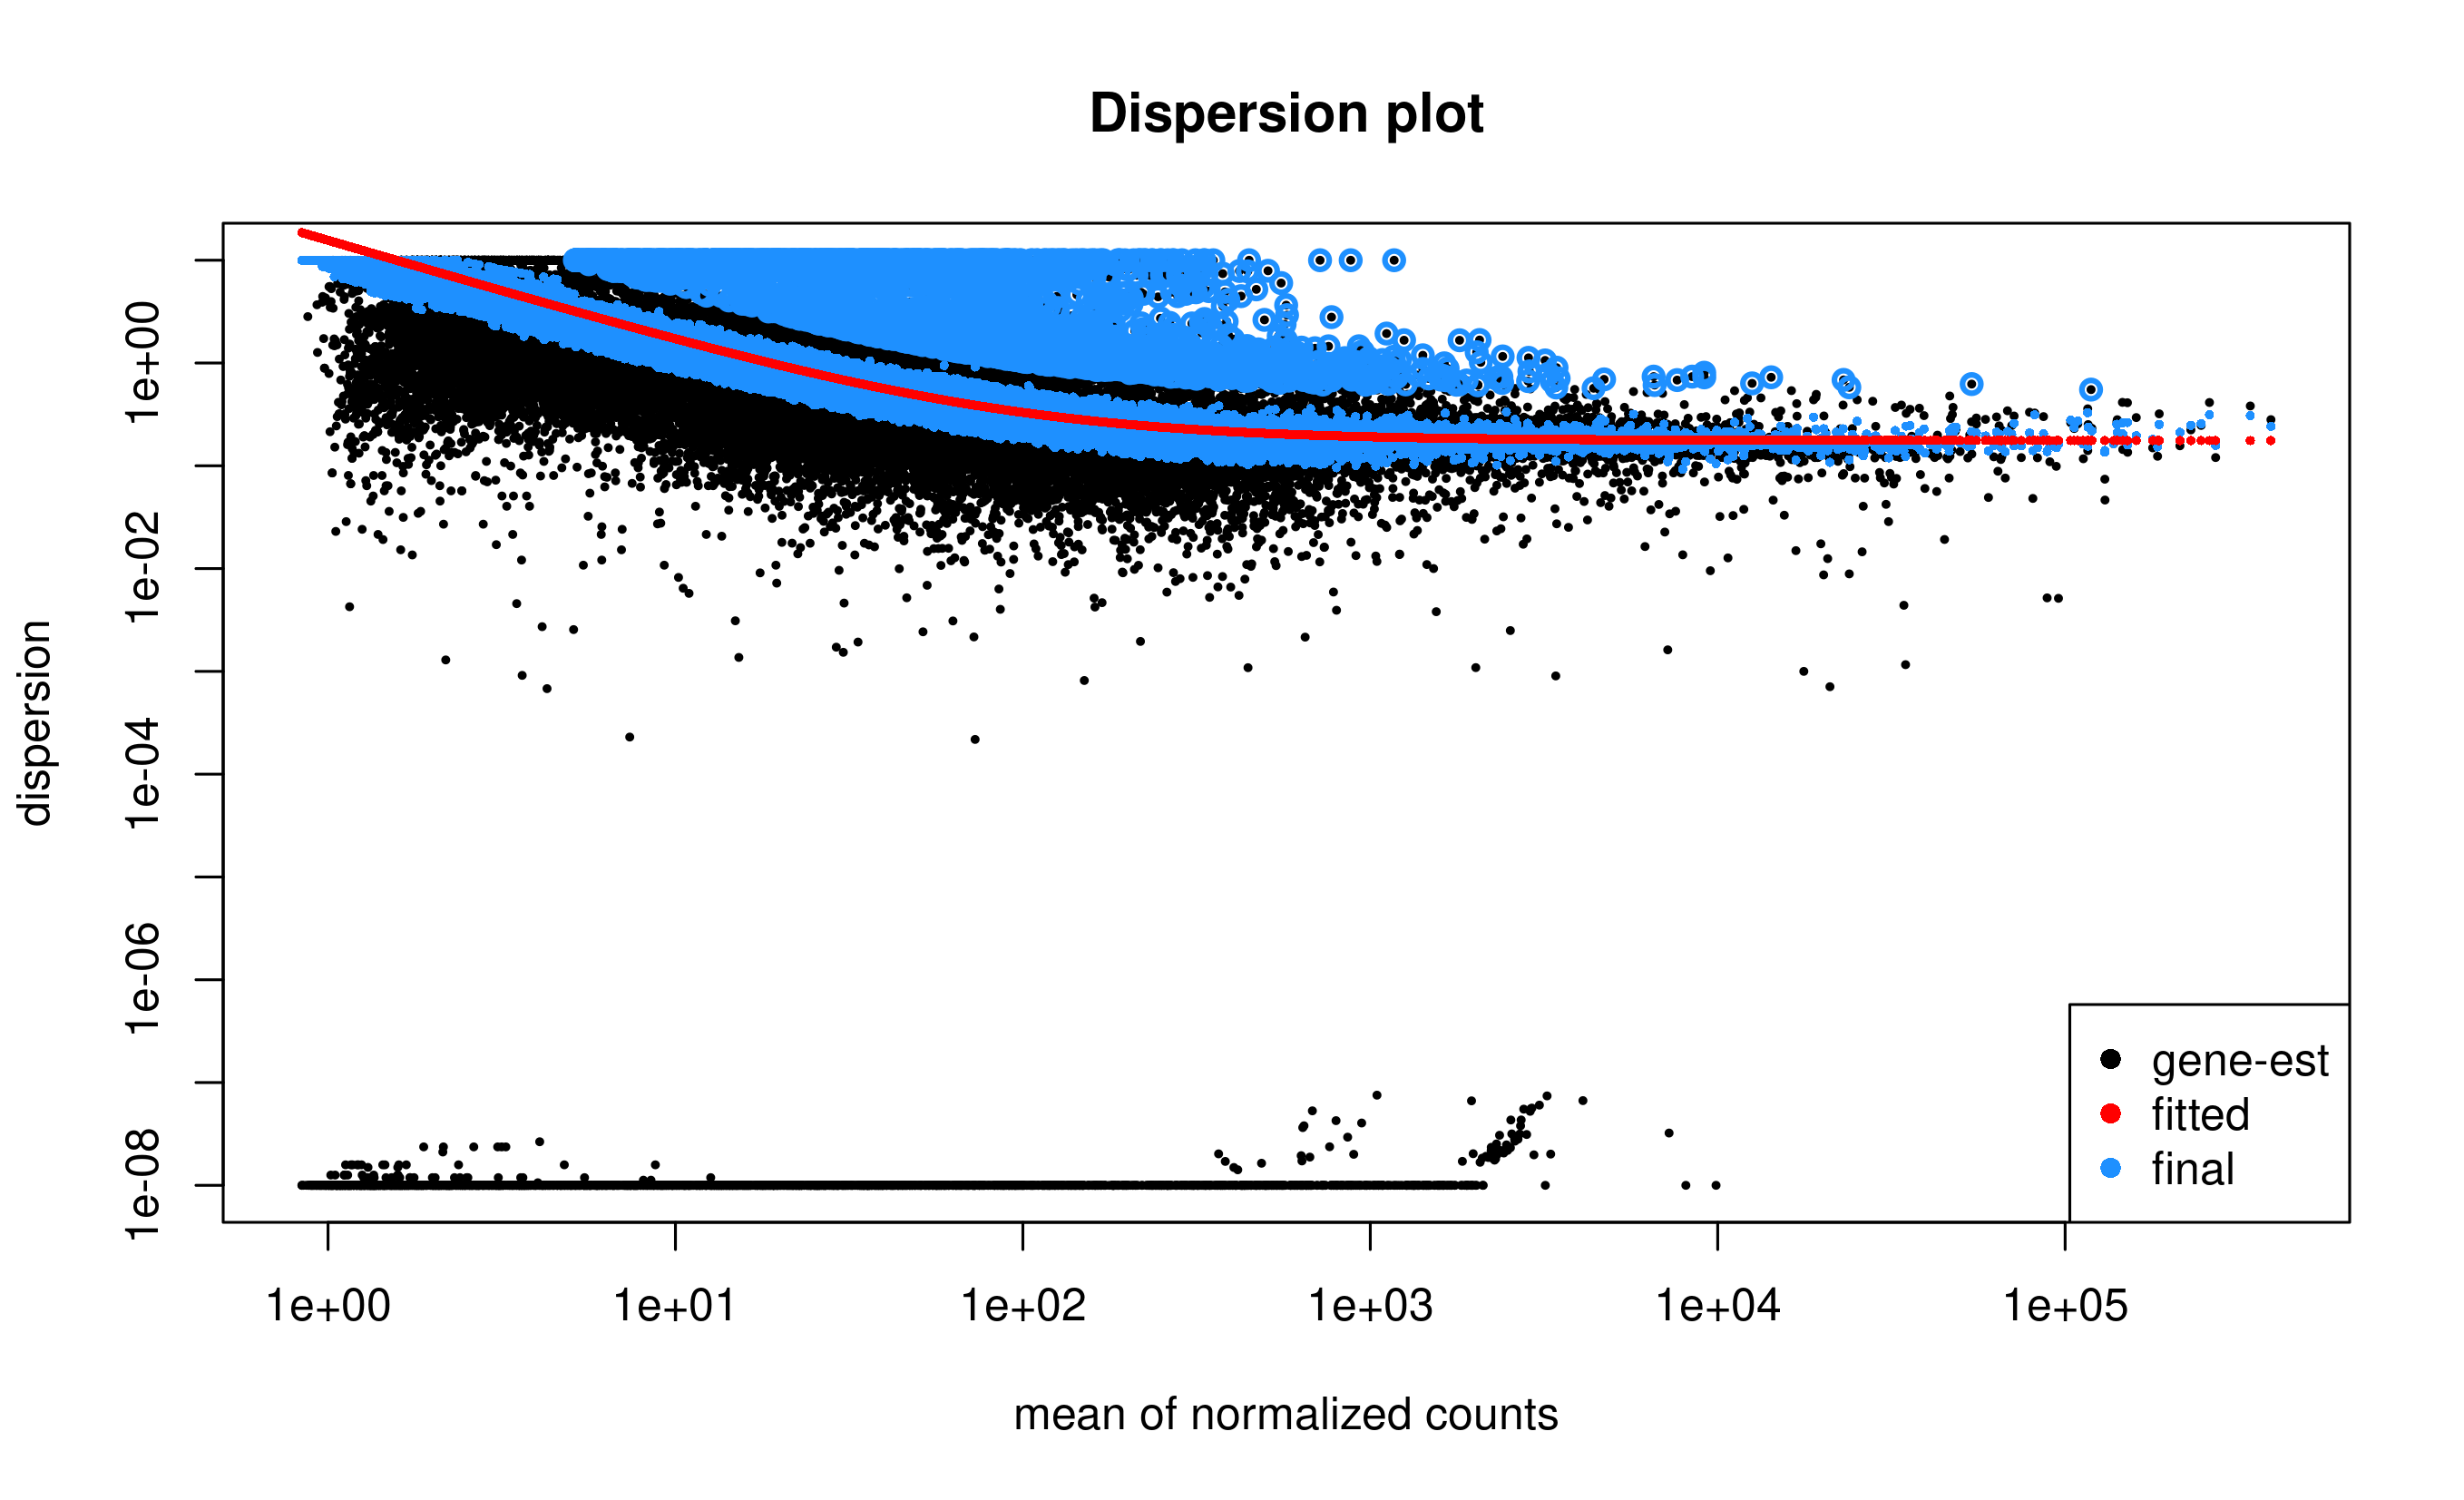 Dispersion plot
dispersion
1e+00
1e-02
1e-04
1e-06
1e-08
gene-est
fitted
final
1e+00 1e+01 1e+02 1e+03 1e+04 1e+05
mean of normalized counts